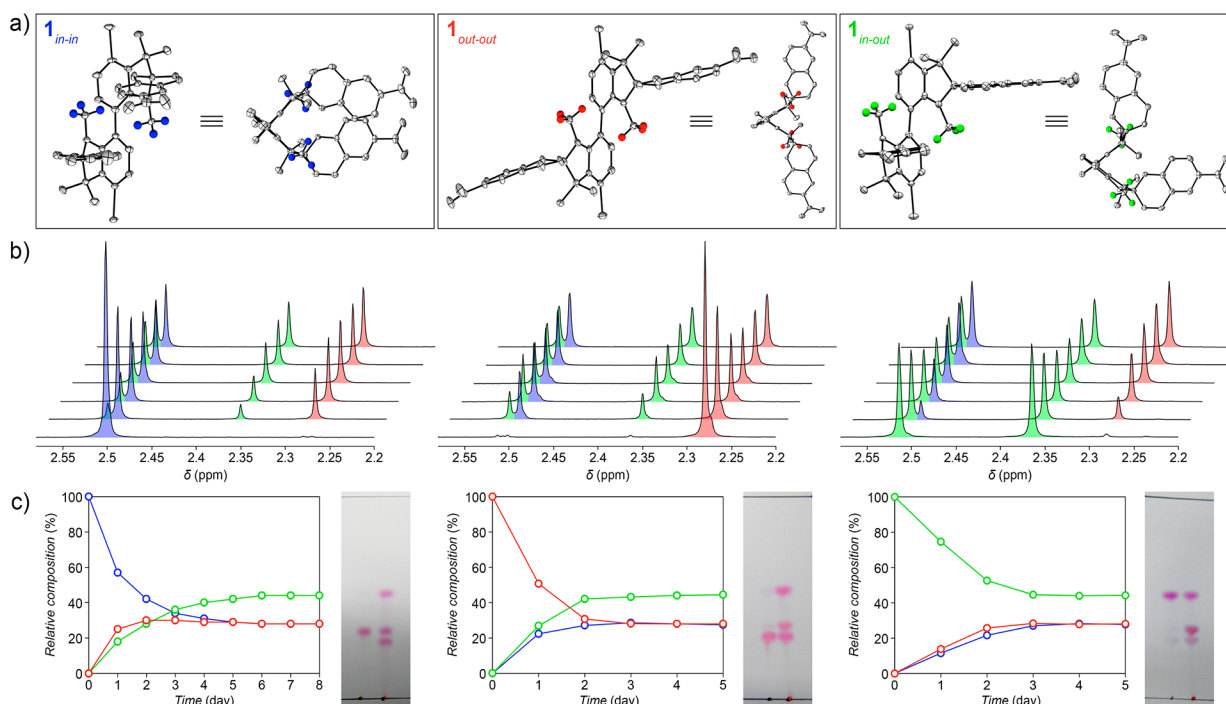 a)
1in-in
1out-out
1in-out
b)
2.55 2.5 2.45 2.4 2.35 2.3 2.25 2.2
δ (ppm)
2.55 2.5 2.45 2.4 2.35 2.3 2.25 2.2
δ (ppm)
2.55 2.5 2.45 2.4 2.35 2.3 2.25 2.2
δ (ppm)
c)
Relative composition (%)
100
80
60
40
20
0
0 1 2 3 4 5 6 7 8
Time (day)
Relative composition (%)
100
80
60
40
20
0
0 1 2 3 4 5
Time (day)
Relative composition (%)
100
80
60
40
20
0
0 1 2 3 4 5
Time (day)